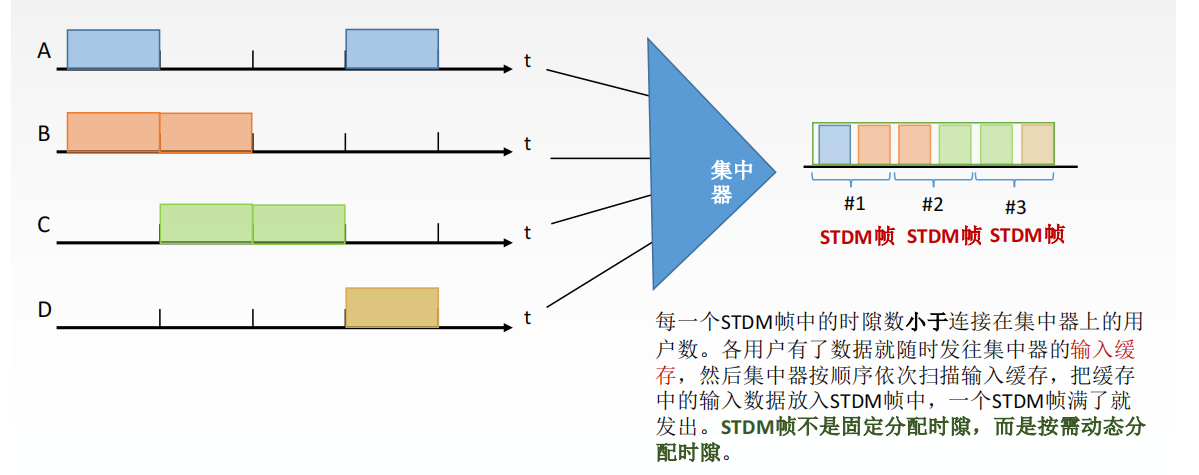 A
t
B
t
C
t
D
t
集中
器
#1
#2
#3
STDM帧
STDM帧
STDM帧
每一个STDM帧中的时隙数小于连接在集中器上的用
户数。各用户有了数据就随时发往集中器的输入缓
存，然后集中器按顺序依次扫描输入缓存，把缓存
中的输入数据放入STDM帧中，一个STDM帧满了就
发出。STDM帧不是固定分配时隙，而是按需动态分
配时隙。